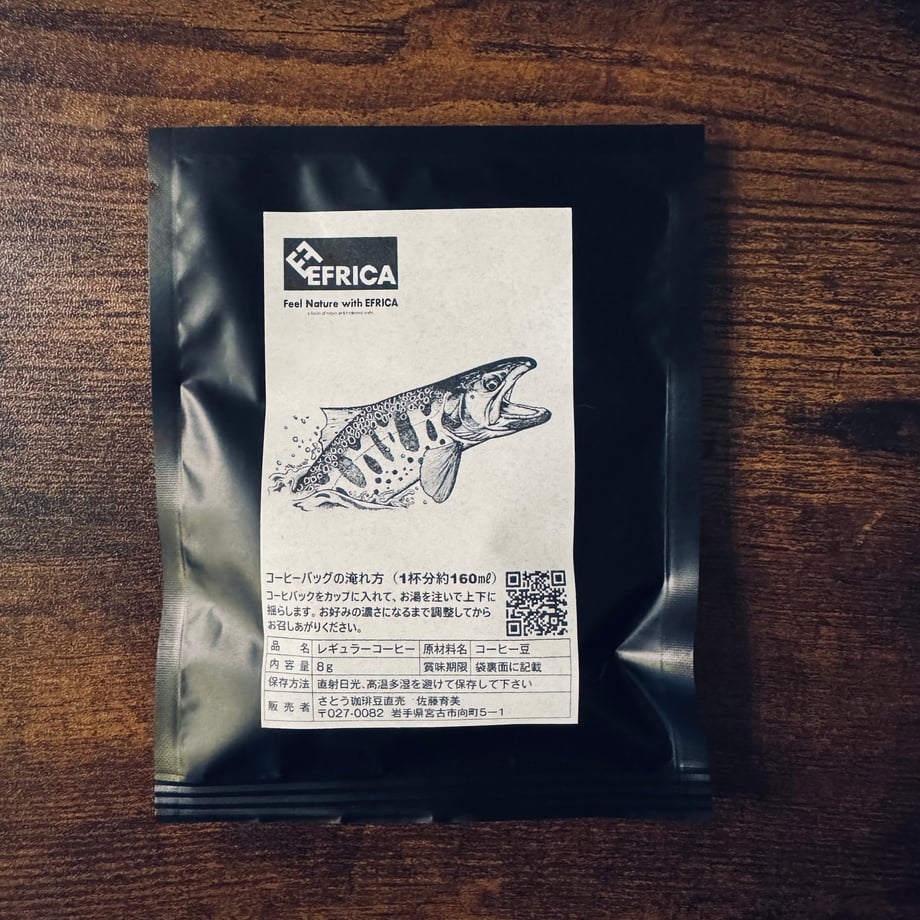 EFRICA
Feel Nature with EFRICA
コーヒーバッグの淹れ方（1杯分約160㎖）
コーヒバックをカップに入れて、お湯を注いで上下に
揺らします。お好みの濃さになるまで調整してから
お召しあがりください。
品名 レギュラーコーヒー 原材料名 コーヒー豆
内容量 8g 賞味期限 袋裏面に記載
保存方法 直射日光、高温多湿を避けて保存して下さい
販売者 さとう珈琲豆直売 佐藤育美
〒027-0082 岩手県宮古市向町5－1